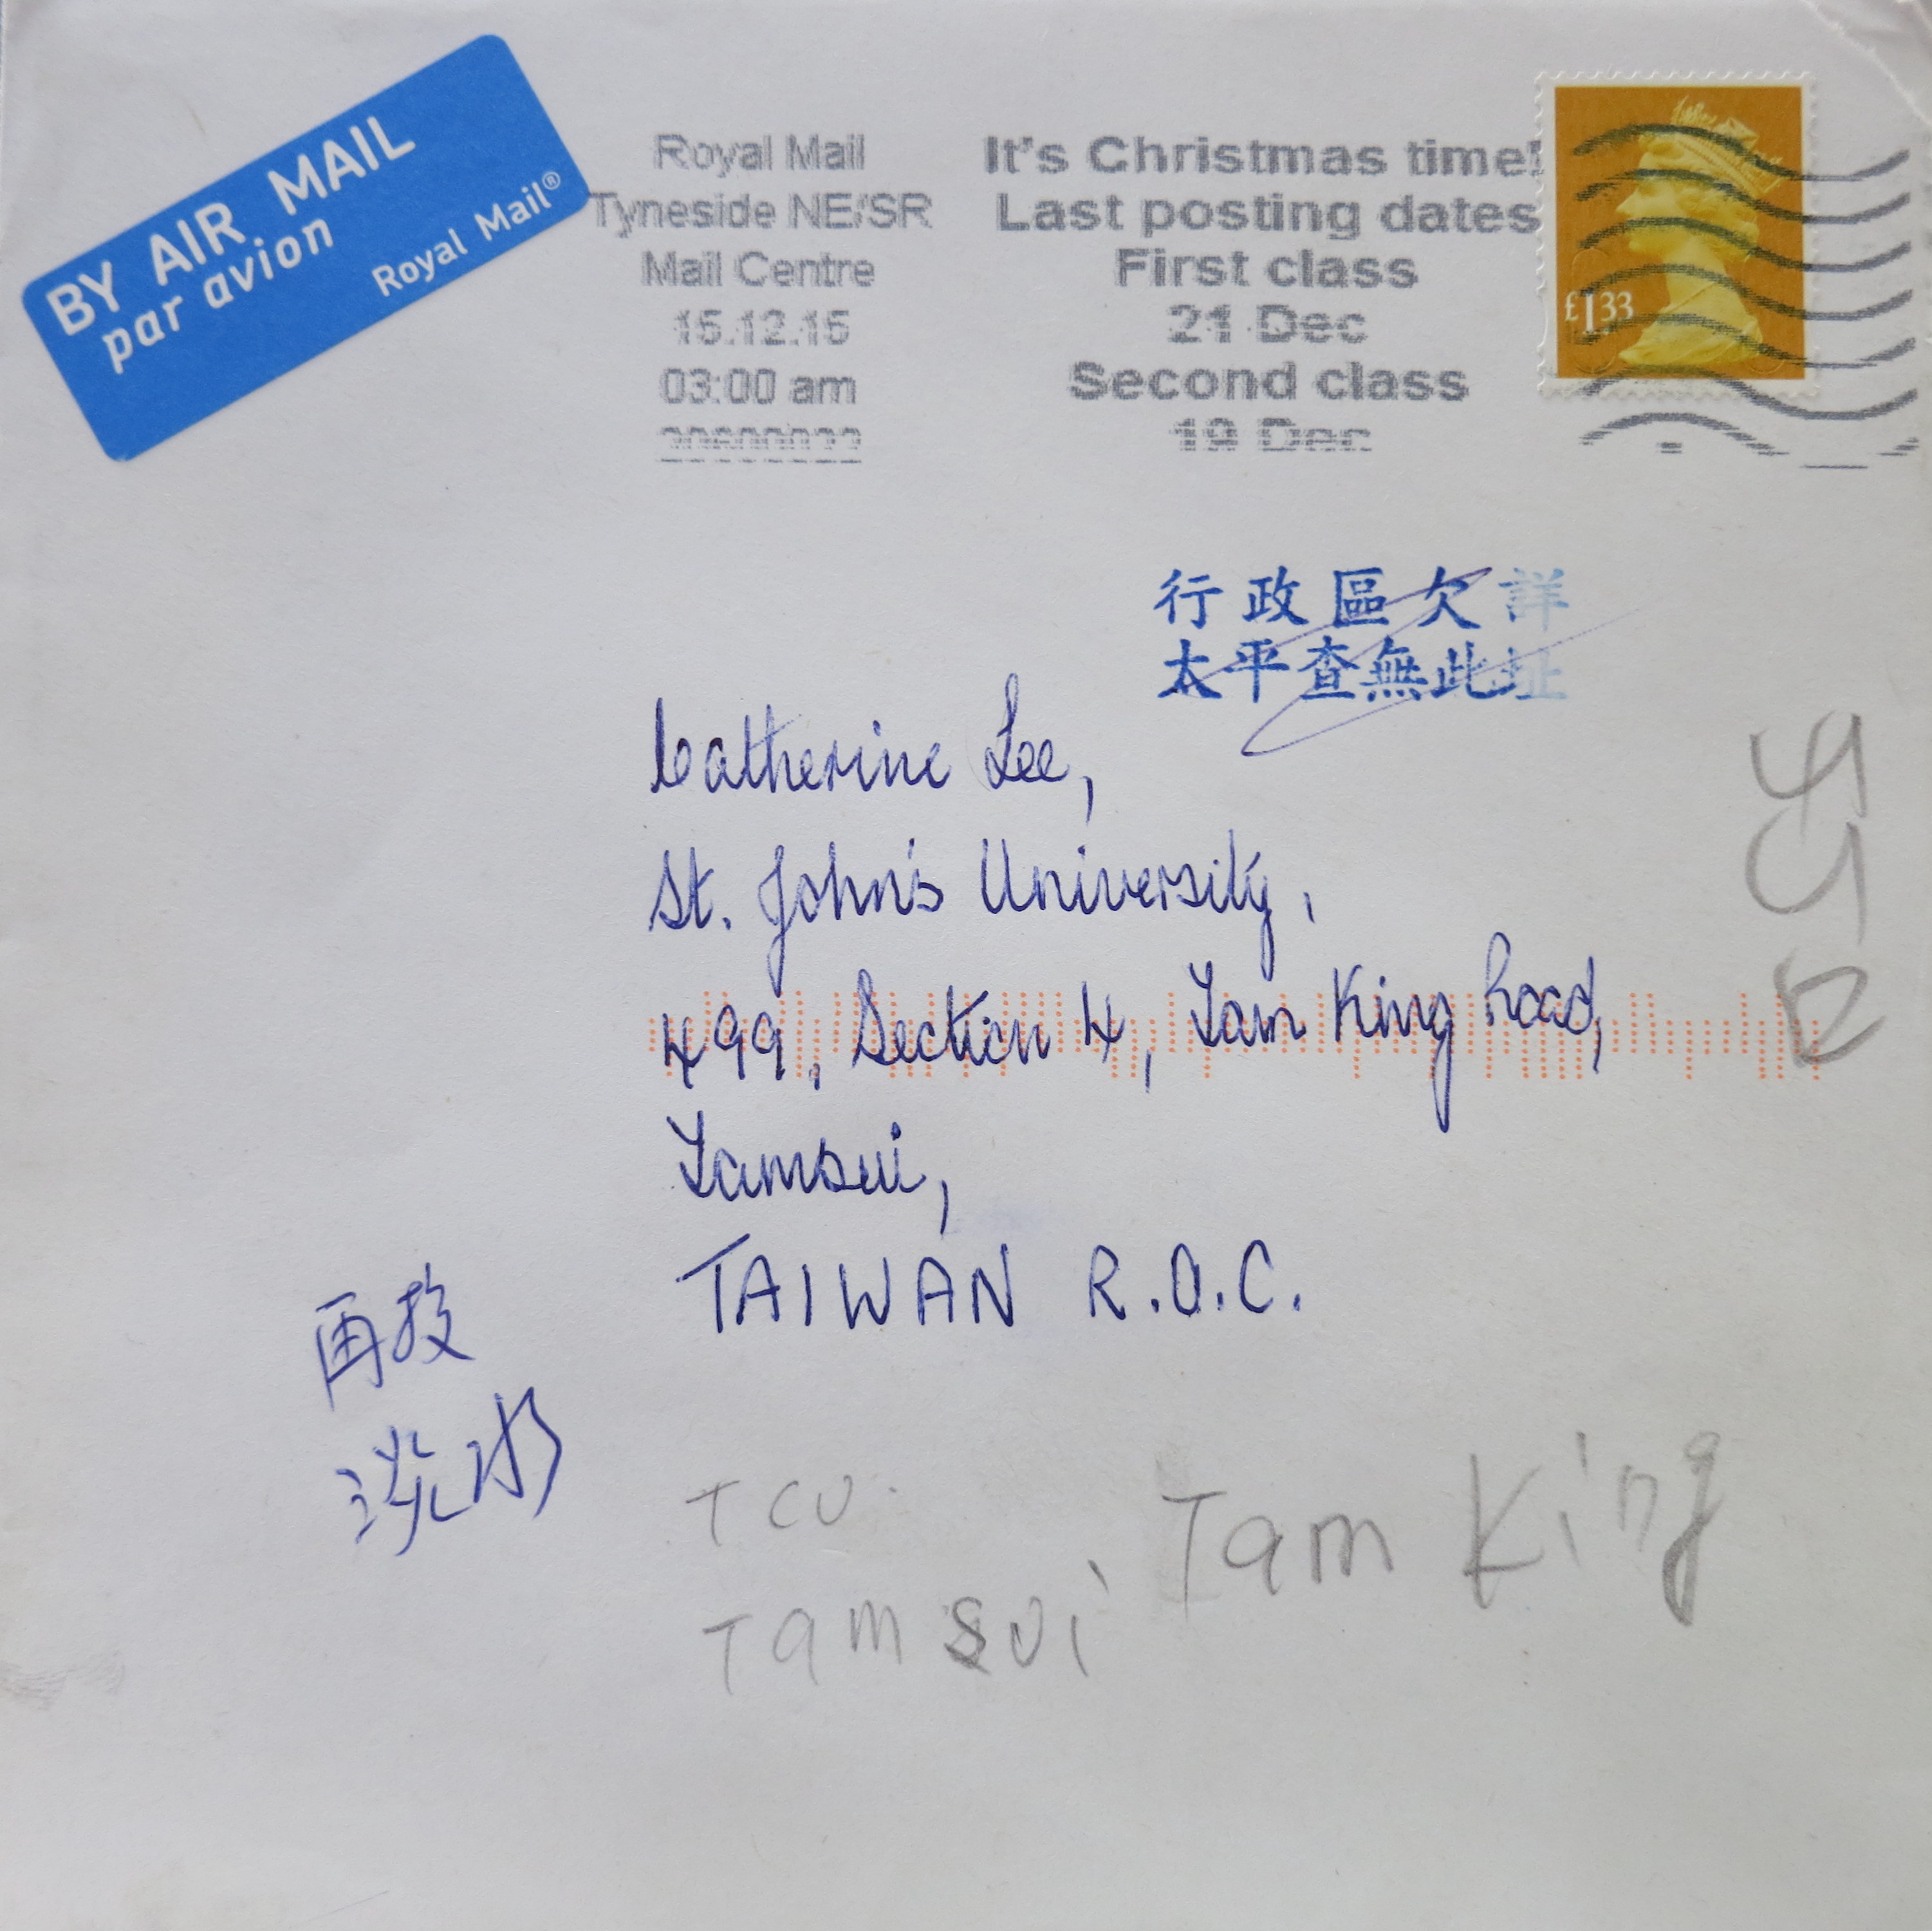 BY AIR MAIL
par avion
Royal Mail®
Royal Mail
Tyneside NE/SR
Mail Centre
15.12.15
03:00 am
It's Christmas time!
Last posting dates
First class
21 Dec
Second class
19 Dec
£1.33
行政區欠詳
太平查無此址
Catherine Lee,
St. John's University,
499, Section 4, Tam King Road,
Tamsui,
TAIWAN R.O.C.
再投
淡水
TCU.
Tam King
Tamsui